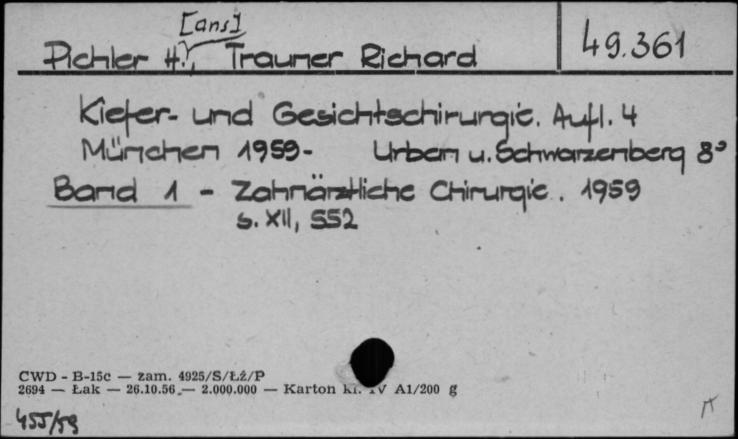 Pichler H.[ans], Trauner Richard
49.361
Kiefer- und Gesichtschirurgie. Aufl. 4
München 1959- Urban u. Schwarzenberg 8°
Band 1 - Zahnärztliche Chirurgie. 1959
s. XII, 552
CWD - B-15c — zam. 4925/S/Łź/P
2694 — Łak — 26.10.56 — 2.000.000 — Karton kl. IV A1/200 g
455/59